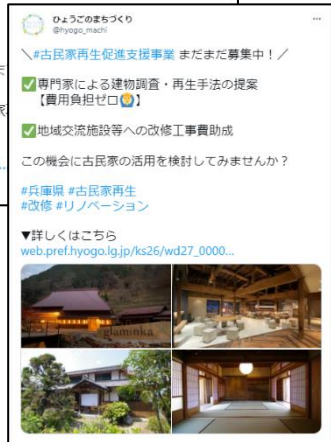 ひょうごのまちづくり
@hyogo_machi
＼#古民家再生促進支援事業 まだまだ募集中！／
✅専門家による建物調査・再生手法の提案
【費用負担ゼロ🙆】
✅地域交流施設等への改修工事費助成
この機会に古民家の活用を検討してみませんか？
#兵庫県 #古民家再生
#改修 #リノベーション
▼詳しくはこちら
web.pref.hyogo.lg.jp/ks26/wd27_0000...
glaminka